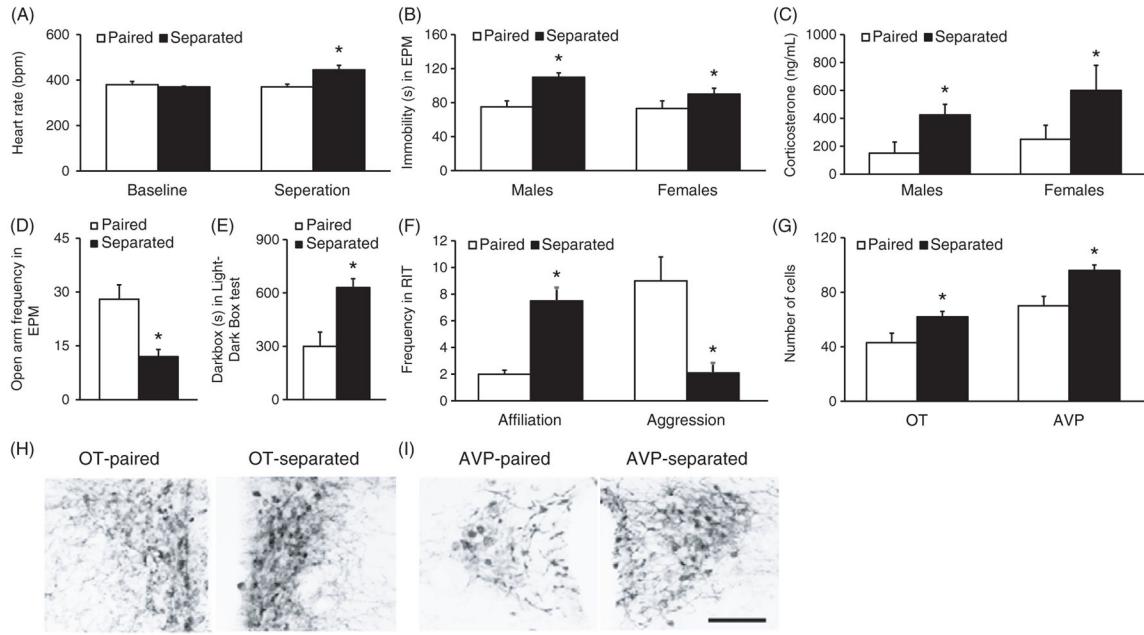 (A)
Paired Separated
Heart rate (bpm)
600
400
200
0
*
Baseline Seperation
(B)
Paired Separated
Immobility (s) in EPM
160
120
80
40
0
*
*
Males Females
(C)
Paired Separated
Corticosterone (ng/mL)
1000
800
600
400
200
0
*
*
Males Females
(D)
Paired
Separated
Open arm frequency in
EPM
45
30
15
0
*
(E)
Paired
Separated
Darkbox (s) in Light-
Dark Box test
900
600
300
0
*
(F)
Paired Separated
Frequency in RIT
12
10
8
6
4
2
0
*
*
Affiliation Aggression
(G)
Paired Separated
Number of cells
120
80
40
0
*
*
OT AVP
(H)
OT-paired OT-separated
(I)
AVP-paired AVP-separated